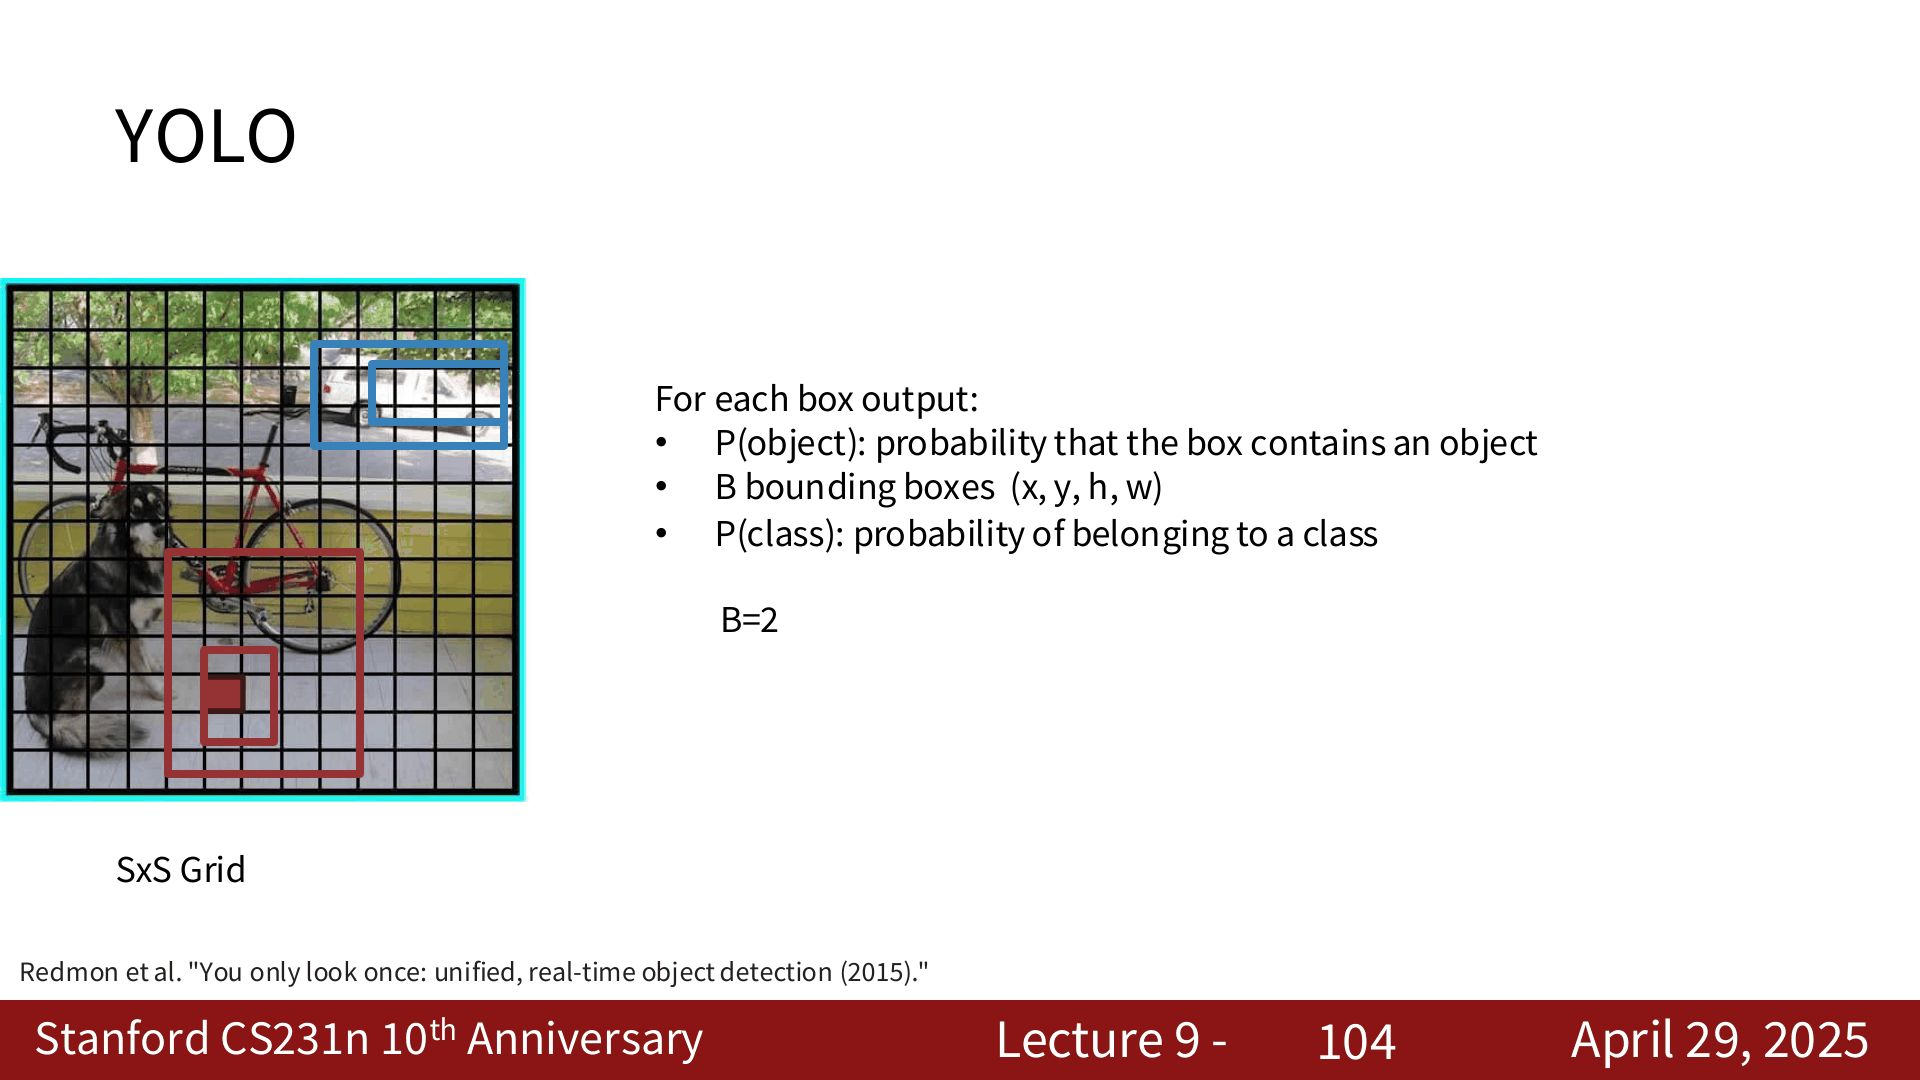 YOLO
For each box output:
• P(object): probability that the box contains an object
• B bounding boxes (x, y, h, w)
• P(class): probability of belonging to a class
B=2
SxS Grid
Redmon et al. "You only look once: unified, real-time object detection (2015)."
Stanford CS231n 10th Anniversary
Lecture 9 - 104
April 29, 2025